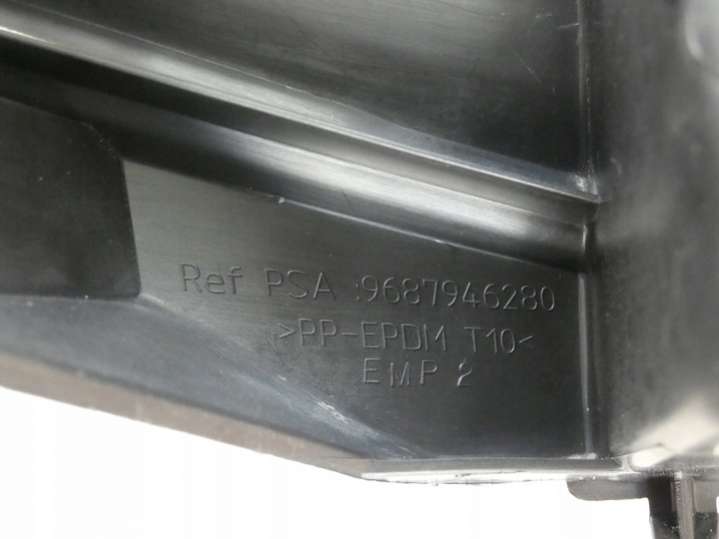 Ref PSA :9687946280
>PP-EPDM T10<
EMP 2